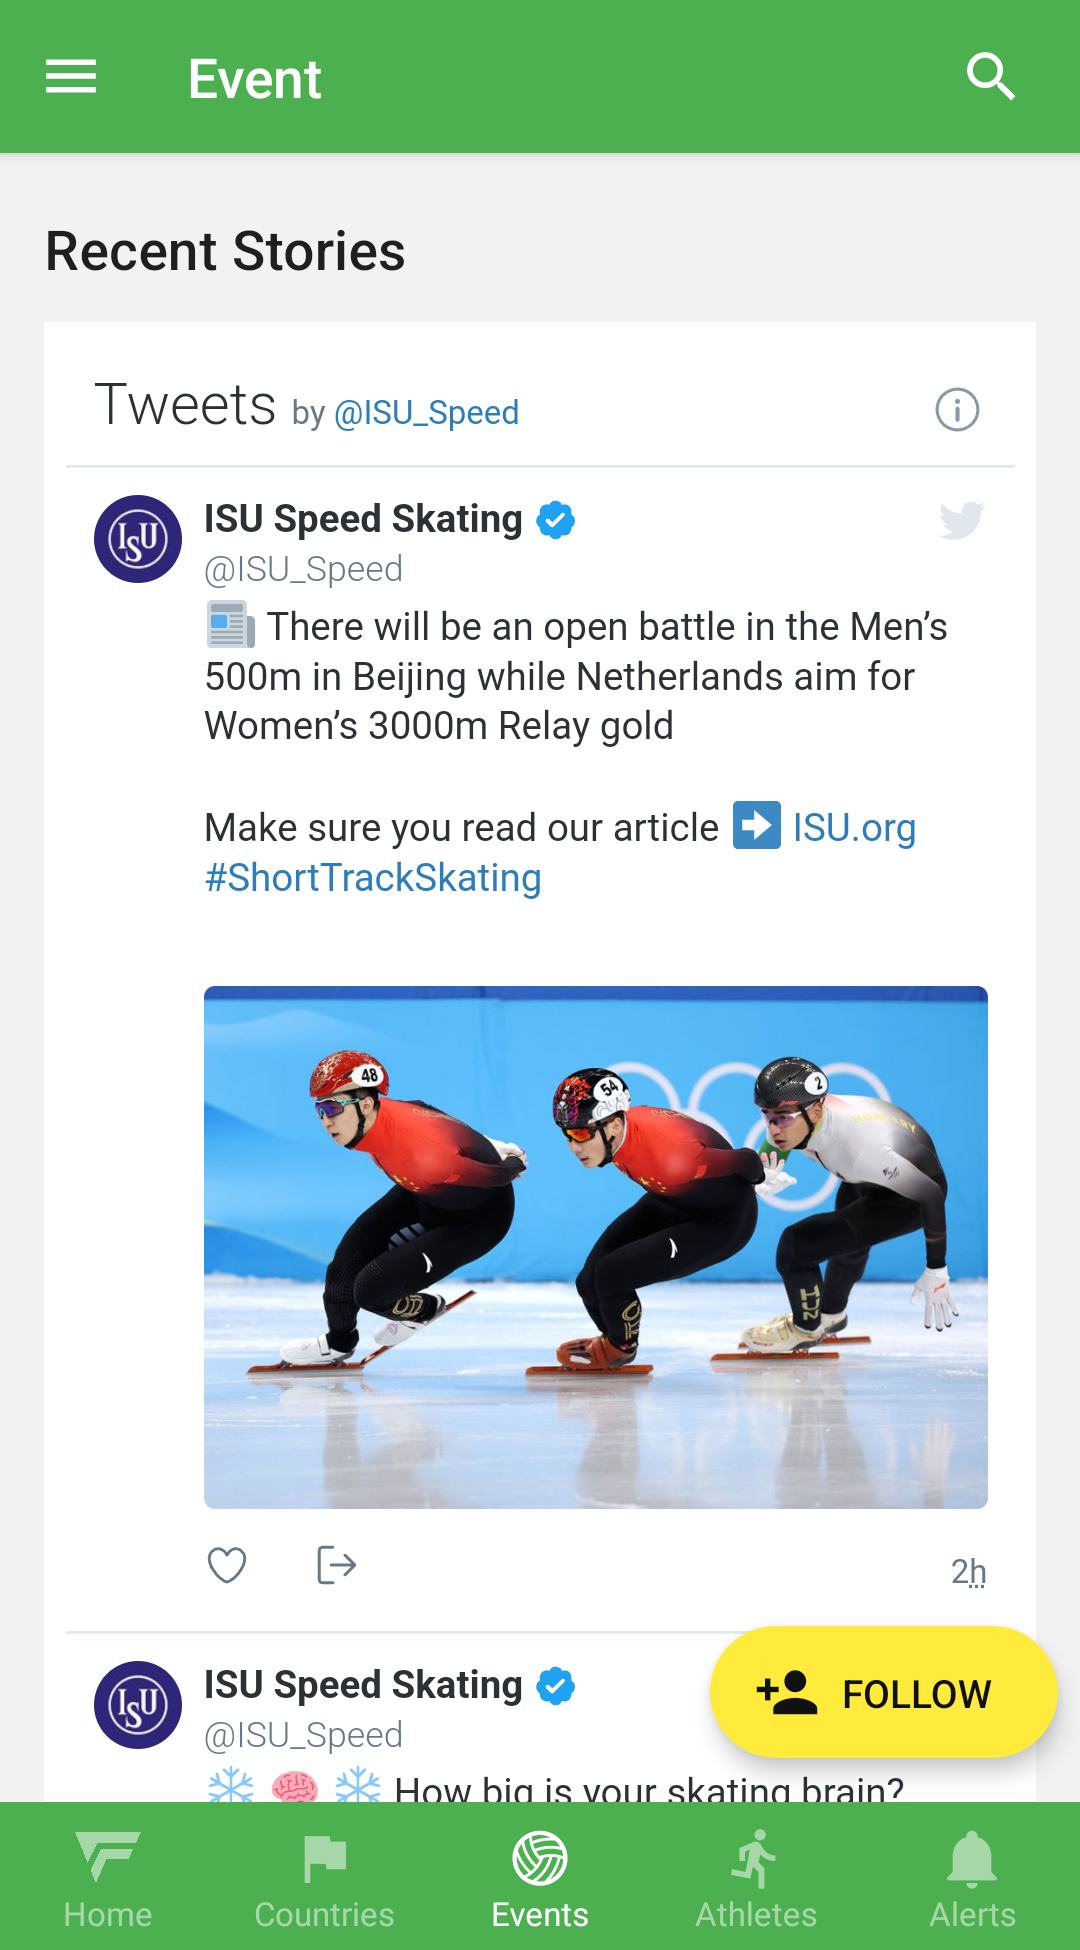 Event
Recent Stories
Tweets by @ISU_Speed
ISU Speed Skating
@ISU_Speed
There will be an open battle in the Men’s
500m in Beijing while Netherlands aim for
Women’s 3000m Relay gold
Make sure you read our article ISU.org
#ShortTrackSkating
48
54
2
HUNGARY
HUN
2h
ISU Speed Skating
@ISU_Speed
FOLLOW
How big is your skating brain?
Home
Countries
Events
Athletes
Alerts